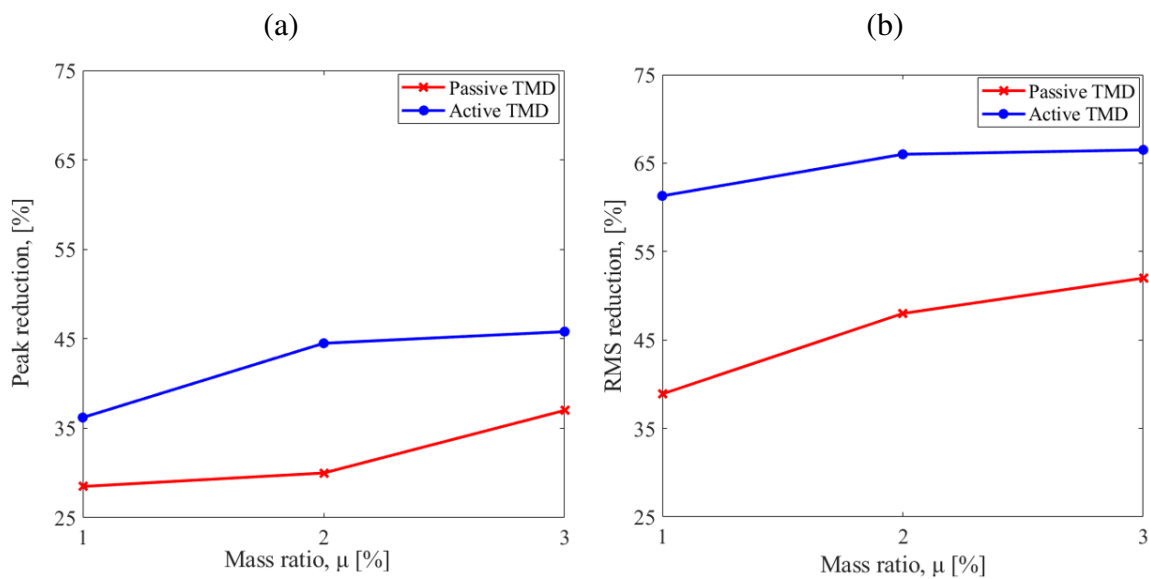 (a)
75
65
55
45
35
25
1
2
3
Peak reduction, [%]
Mass ratio, μ [%]
Passive TMD
Active TMD
(b)
75
65
55
45
35
25
1
2
3
RMS reduction, [%]
Mass ratio, μ [%]
Passive TMD
Active TMD